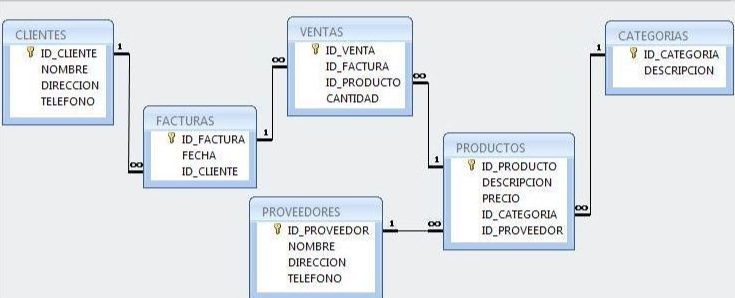 CLIENTES
ID_CLIENTE
NOMBRE
DIRECCION
TELEFONO
1
∞
FACTURAS
ID_FACTURA
FECHA
ID_CLIENTE
1
∞
VENTAS
ID_VENTA
ID_FACTURA
ID_PRODUCTO
CANTIDAD
∞
1
PRODUCTOS
ID_PRODUCTO
DESCRIPCION
PRECIO
ID_CATEGORIA
ID_PROVEEDOR
CATEGORIAS
ID_CATEGORIA
DESCRIPCION
1
∞
PROVEEDORES
ID_PROVEEDOR
NOMBRE
DIRECCION
TELEFONO
1
∞